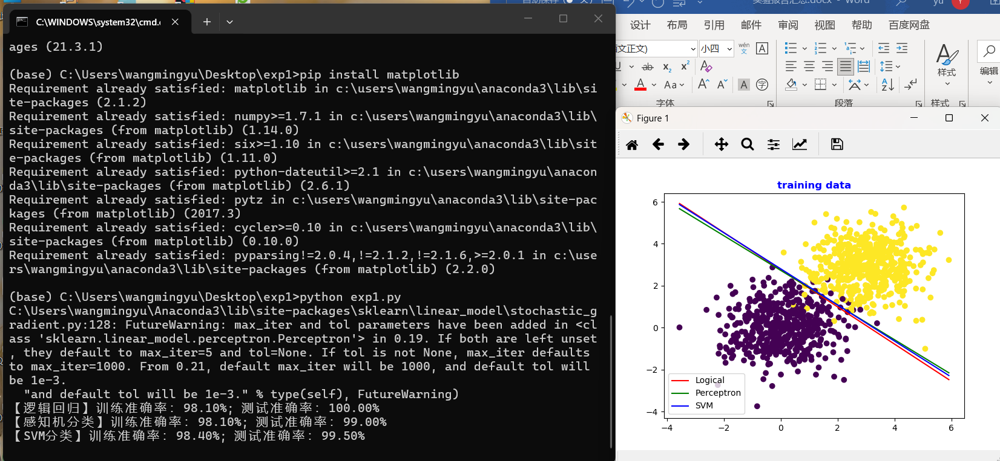 C:\WINDOWS\system32\cmd.
ages (21.3.1)
(base) C:\Users\wangmingyu\Desktop\exp1>pip install matplotlib
Requirement already satisfied: matplotlib in c:\users\wangmingyu\anaconda3\lib\si
te-packages (2.1.2)
Requirement already satisfied: numpy>=1.7.1 in c:\users\wangmingyu\anaconda3\lib\
site-packages (from matplotlib) (1.14.0)
Requirement already satisfied: six>=1.10 in c:\users\wangmingyu\anaconda3\lib\sit
e-packages (from matplotlib) (1.11.0)
Requirement already satisfied: python-dateutil>=2.1 in c:\users\wangmingyu\anacon
da3\lib\site-packages (from matplotlib) (2.6.1)
Requirement already satisfied: pytz in c:\users\wangmingyu\anaconda3\lib\site-pac
kages (from matplotlib) (2017.3)
Requirement already satisfied: cycler>=0.10 in c:\users\wangmingyu\anaconda3\lib\
site-packages (from matplotlib) (0.10.0)
Requirement already satisfied: pyparsing!=2.0.4,!=2.1.2,!=2.1.6,>=2.0.1 in c:\use
rs\wangmingyu\anaconda3\lib\site-packages (from matplotlib) (2.2.0)
(base) C:\Users\wangmingyu\Desktop\exp1>python exp1.py
C:\Users\wangmingyu\Anaconda3\lib\site-packages\sklearn\linear_model\stochastic_g
radient.py:128: FutureWarning: max_iter and tol parameters have been added in <cl
ass 'sklearn.linear_model.perceptron.Perceptron'> in 0.19. If both are left unset
, they default to max_iter=5 and tol=None. If tol is not None, max_iter defaults
to max_iter=1000. From 0.21, default max_iter will be 1000, and default tol will
be 1e-3.
"and default tol will be 1e-3." % type(self), FutureWarning)
【逻辑回归】训练准确率: 98.10%; 测试准确率: 100.00%
【感知机分类】训练准确率: 98.10%; 测试准确率: 99.00%
【SVM分类】训练准确率: 98.40%; 测试准确率: 99.50%
实验报告汇总.docx - Word
yu
Y
设计 布局 引用 邮件 审阅 视图 帮助 百度网盘
文正文) 小四 wén 文 A
U ab x₂ x² A
A Aa A A A 字
字体 段落 样式
样式
编辑
Figure 1
training data
6
4
2
0
−2
−4
Logical
Perceptron
SVM
−4 −2 0 2 4 6